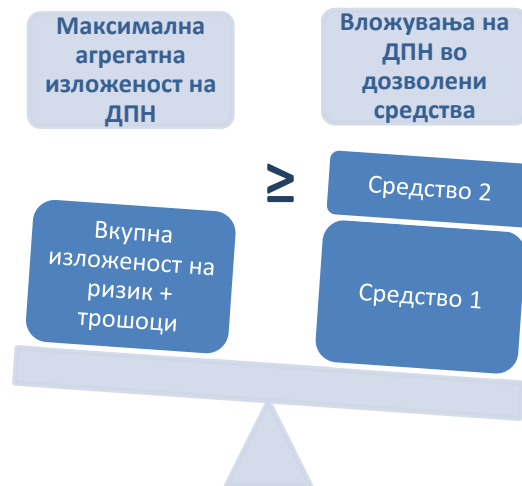 Максимална
агрегатна
изложеност на
ДПН
Вложувања на
ДПН во
дозволени
средства
≥
Вкупна
изложеност на
ризик +
трошоци
Средство 2
Средство 1